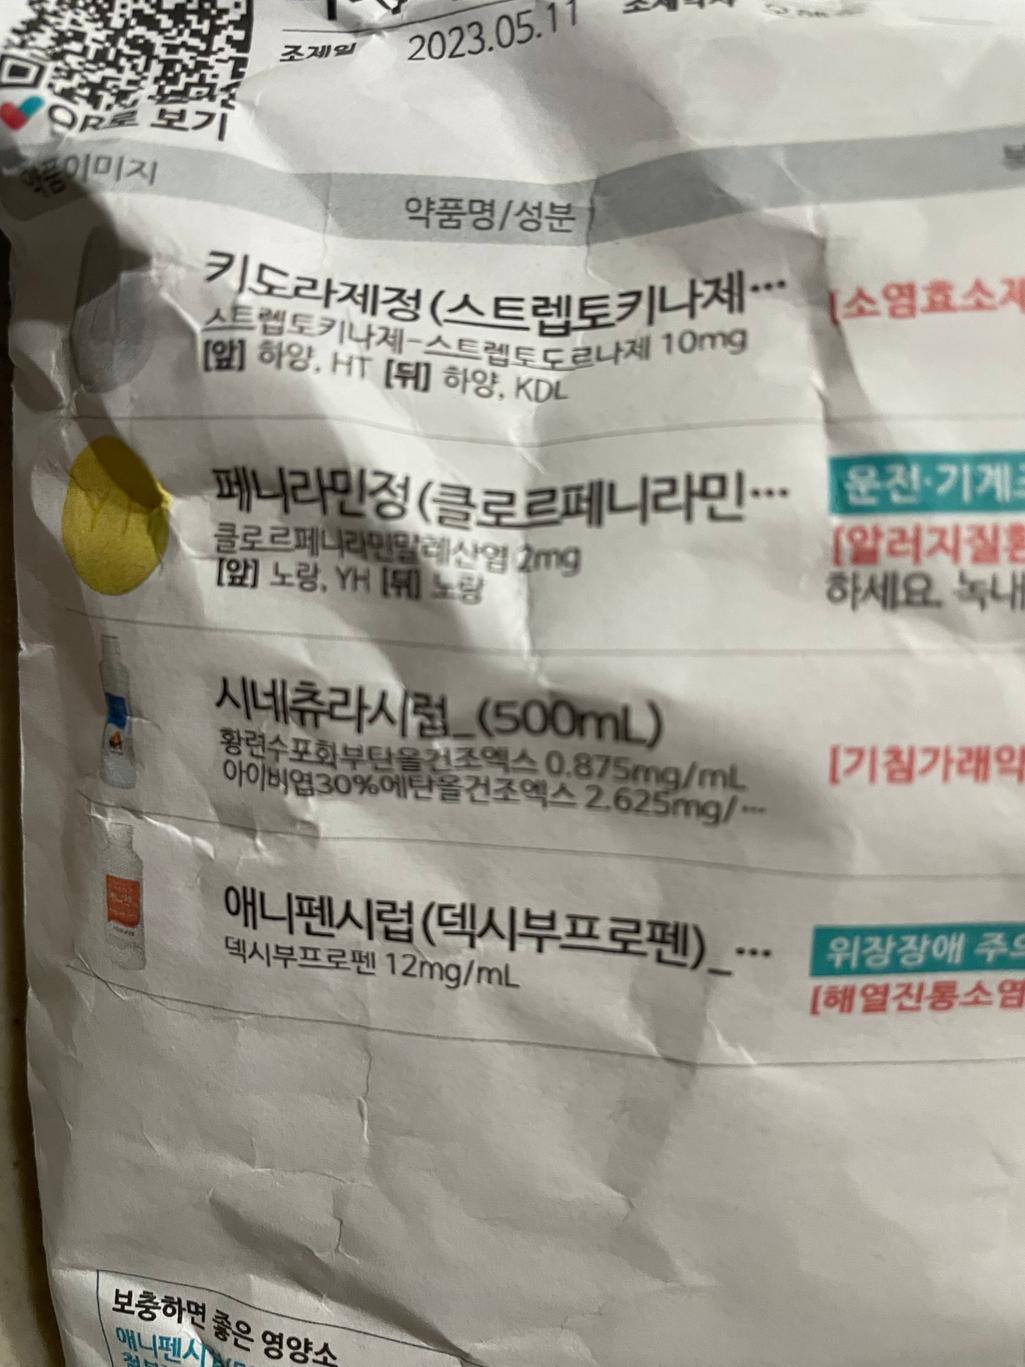 조제일 2023.05.11
QR로 보기
약품이미지
약품명/성분
키도라제정(스트렙토키나제…
[소염효소제
스트렙토키나제-스트렙토도르나제 10mg
[앞] 하양, HT [뒤] 하양, KDL
페니라민정(클로르페니라민…
운전·기계조
클로르페니라민말레산염 2mg
[알러지질환
[앞] 노랑, YH [뒤] 노랑
하세요. 녹내
시네츄라시럽_(500mL)
황련수포화부탄올건조엑스 0.875mg/mL
[기침가래약
아이비엽30%에탄올건조엑스 2.625mg/…
애니펜시럽(덱시부프로펜)_…
위장장애 주의
덱시부프로펜 12mg/mL
[해열진통소염
보충하면 좋은 영양소
애니펜시